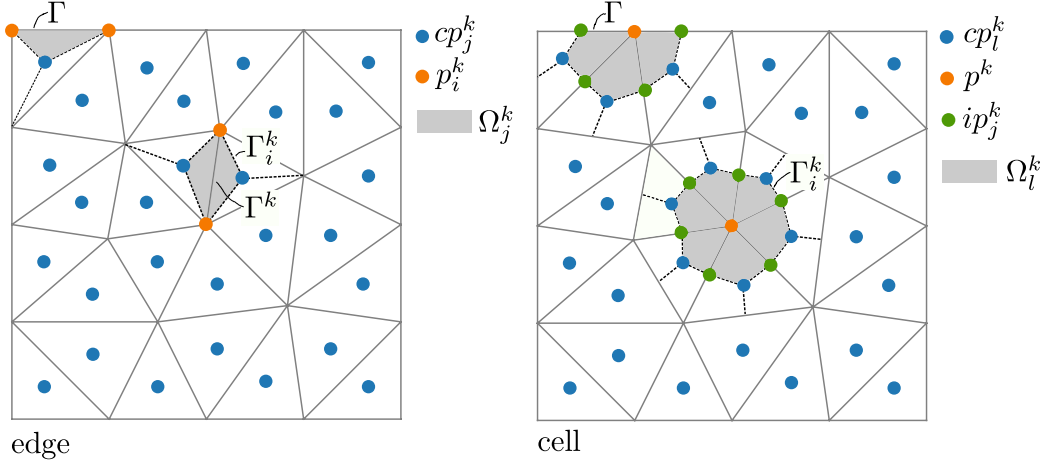 Γ
cp_j^k
p_i^k
Ω_j^k
Γ_i^k
Γ^k
edge
Γ
cp_l^k
p^k
ip_j^k
Ω_l^k
Γ_i^k
cell